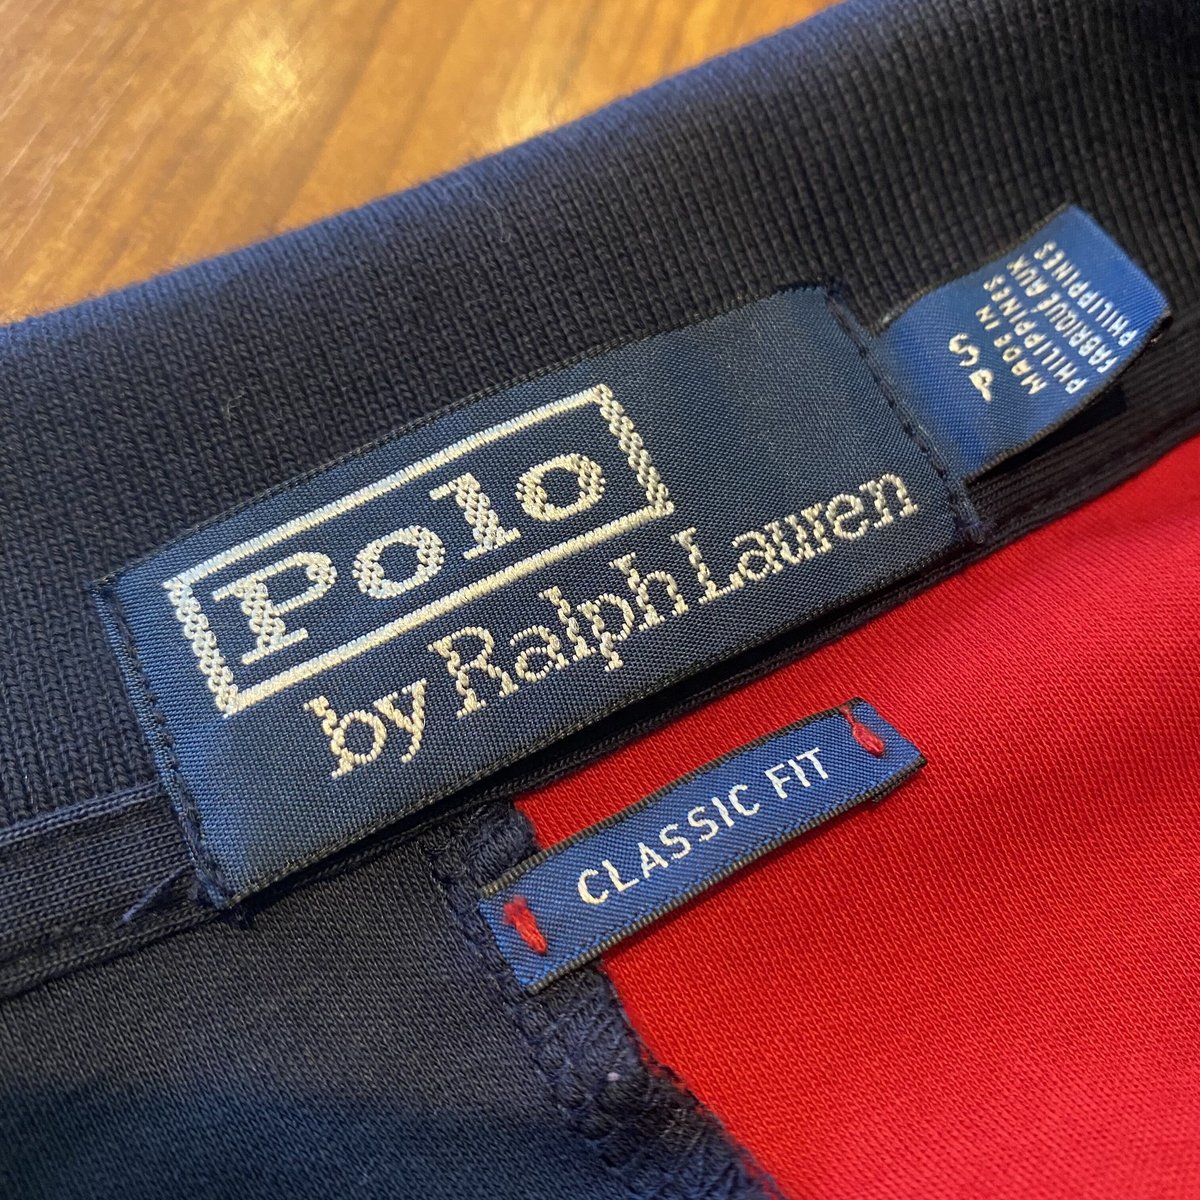 Polo
by Ralph Lauren
S P
MADE IN
PHILIPPINES
FABRIQUÉ AUX
PHILIPPINES
CLASSIC FIT